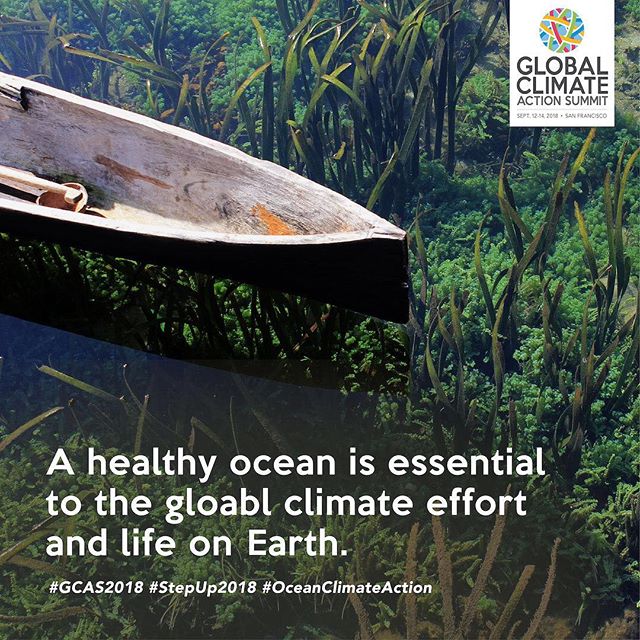 GLOBAL
CLIMATE
ACTION SUMMIT
SEPT. 12-14, 2018 • SAN FRANCISCO
A healthy ocean is essential
to the gloabl climate effort
and life on Earth.
#GCAS2018 #StepUp2018 #OceanClimateAction